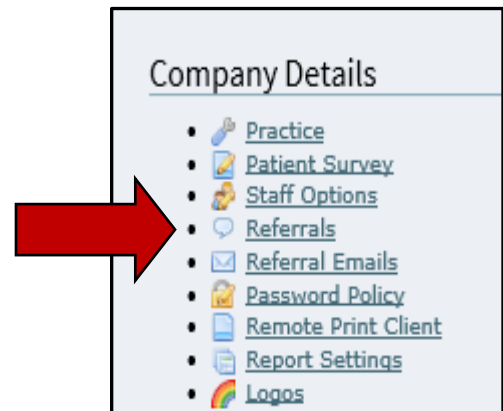 Company Details
Practice
Patient Survey
Staff Options
Referrals
Referral Emails
Password Policy
Remote Print Client
Report Settings
Logos